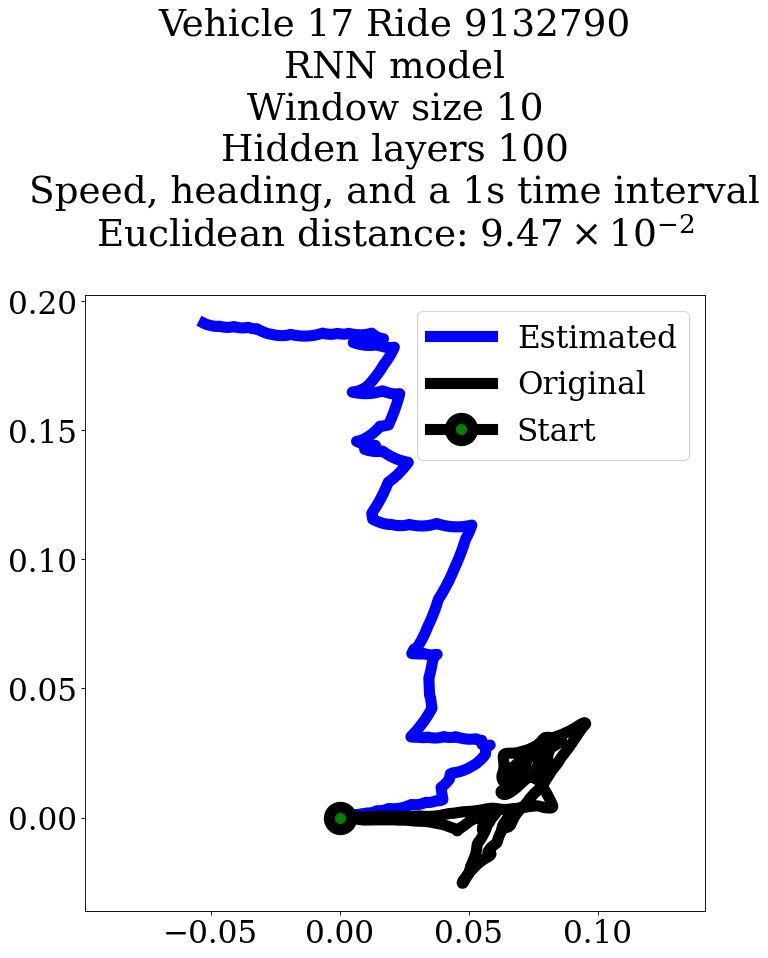 Vehicle 17 Ride 9132790
RNN model
Window size 10
Hidden layers 100
Speed, heading, and a 1s time interval
Euclidean distance: 9.47 × 10⁻²
0.20
0.15
0.10
0.05
0.00
Estimated
Original
Start
−0.05 0.00 0.05 0.10